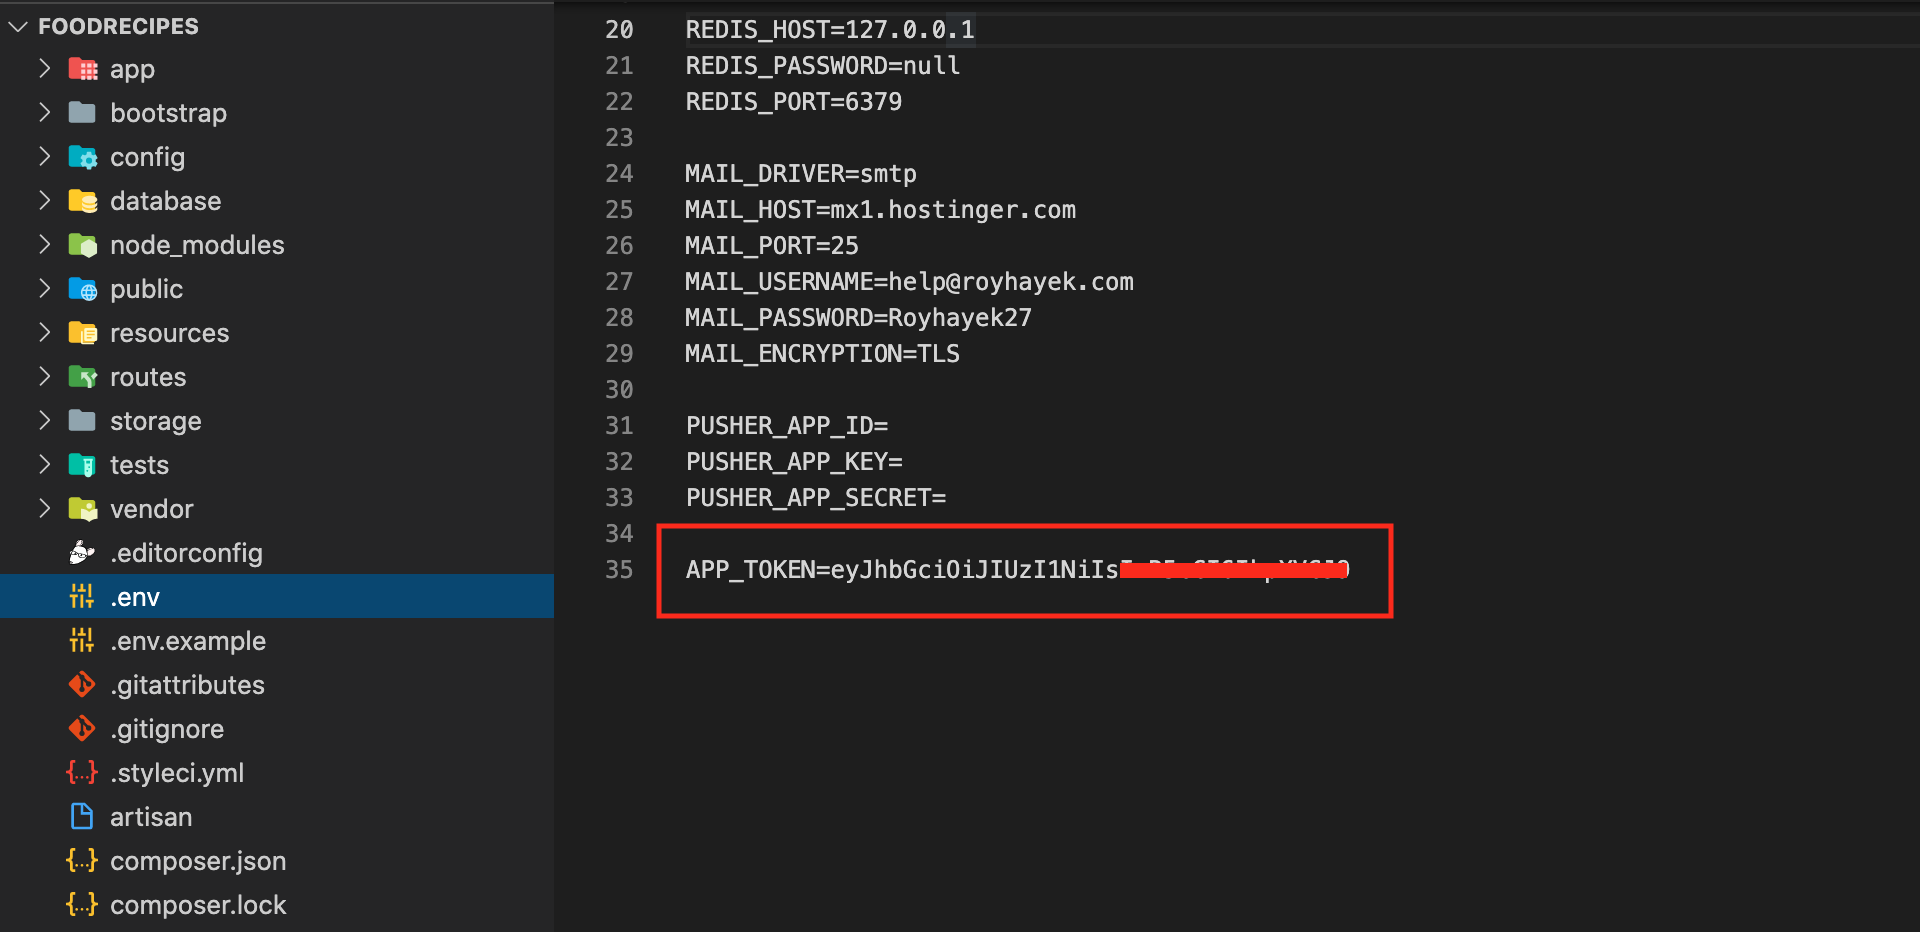 FOODRECIPES
app
bootstrap
config
database
node_modules
public
resources
routes
storage
tests
vendor
.editorconfig
.env
.env.example
.gitattributes
.gitignore
.styleci.yml
artisan
composer.json
composer.lock
20 REDIS_HOST=127.0.0.1
21 REDIS_PASSWORD=null
22 REDIS_PORT=6379
23
24 MAIL_DRIVER=smtp
25 MAIL_HOST=mx1.hostinger.com
26 MAIL_PORT=25
27 MAIL_USERNAME=help@royhayek.com
28 MAIL_PASSWORD=Royhayek27
29 MAIL_ENCRYPTION=TLS
30
31 PUSHER_APP_ID=
32 PUSHER_APP_KEY=
33 PUSHER_APP_SECRET=
34
35 APP_TOKEN=eyJhbGciOiJIUzI1NiIs